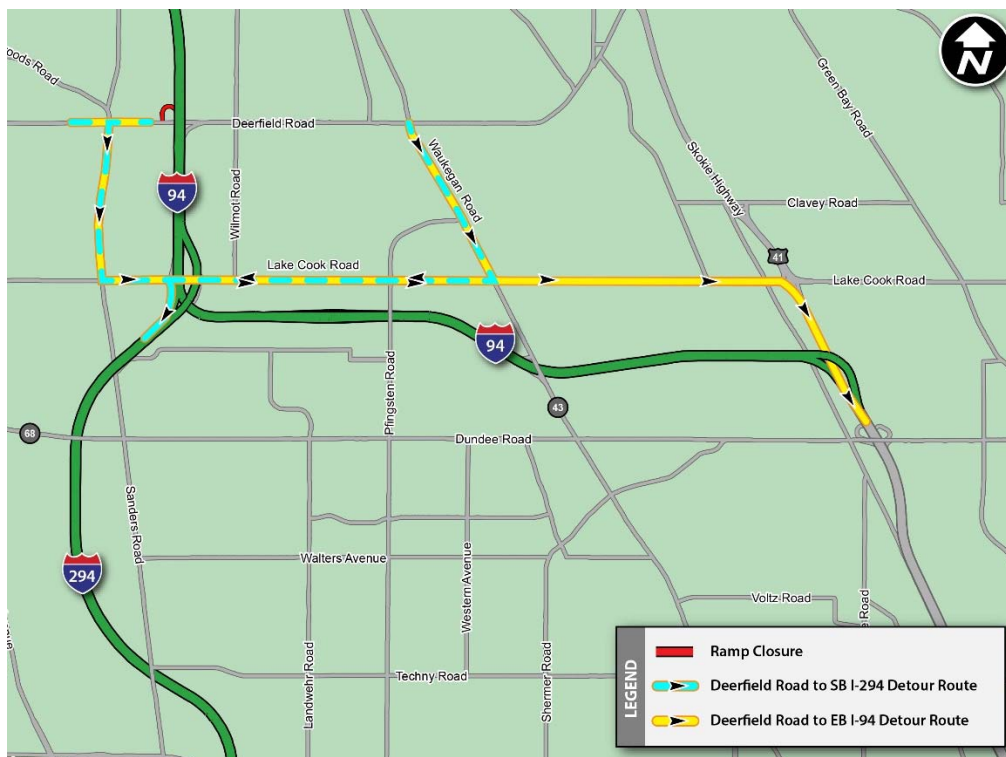 N
oods Road
Deerfield Road
Green Bay Road
Waukegan Road
Skokie Highway
94
Wilmot Road
Clavey Road
41
Lake Cook Road
Lake Cook Road
94
Pfingsten Road
43
68
Dundee Road
Sanders Road
Walters Avenue
Western Avenue
294
Voltz Road
Landwehr Road
Techny Road
Shermer Road
LEGEND
Ramp Closure
Deerfield Road to SB I-294 Detour Route
Deerfield Road to EB I-94 Detour Route